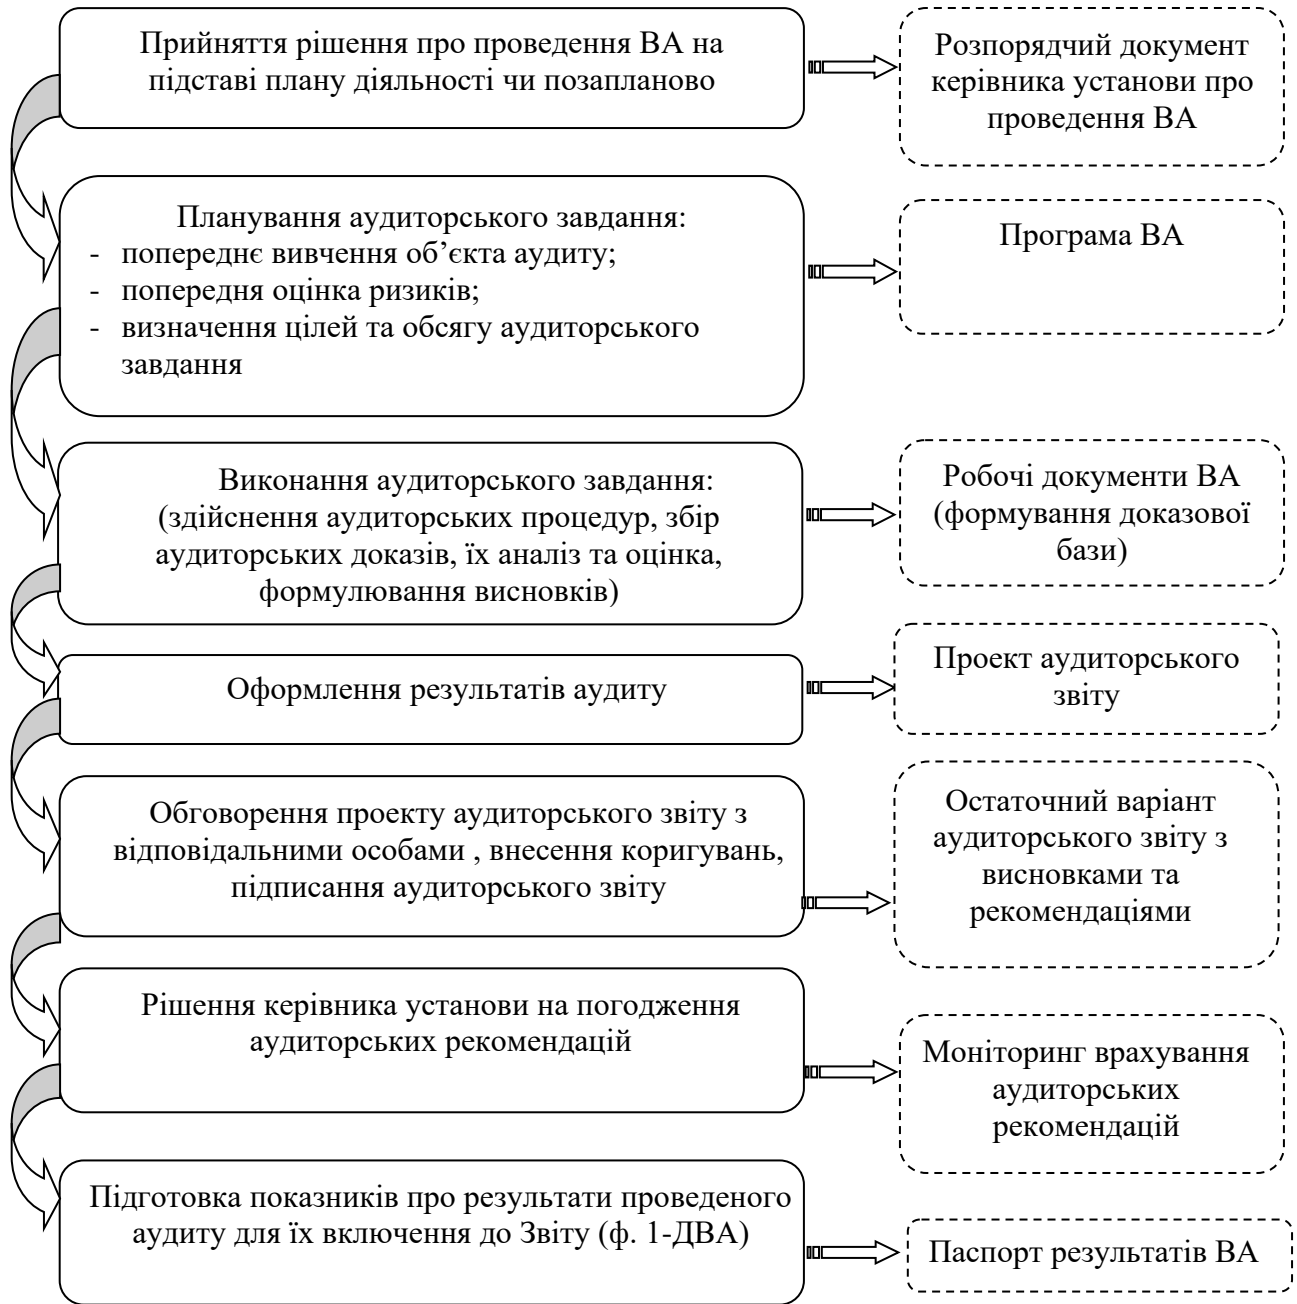 Прийняття рішення про проведення ВА на
підставі плану діяльності чи позапланово
Розпорядчий документ
керівника установи про
проведення ВА
Планування аудиторського завдання:
- попереднє вивчення об’єкта аудиту;
- попередня оцінка ризиків;
- визначення цілей та обсягу аудиторського
завдання
Програма ВА
Виконання аудиторського завдання:
(здійснення аудиторських процедур, збір
аудиторських доказів, їх аналіз та оцінка,
формулювання висновків)
Робочі документи ВА
(формування доказової
бази)
Оформлення результатів аудиту
Проект аудиторського
звіту
Обговорення проекту аудиторського звіту з
відповідальними особами , внесення коригувань,
підписання аудиторського звіту
Остаточний варіант
аудиторського звіту з
висновками та
рекомендаціями
Рішення керівника установи на погодження
аудиторських рекомендацій
Моніторинг врахування
аудиторських
рекомендацій
Підготовка показників про результати проведеного
аудиту для їх включення до Звіту (ф. 1-ДВА)
Паспорт результатів ВА